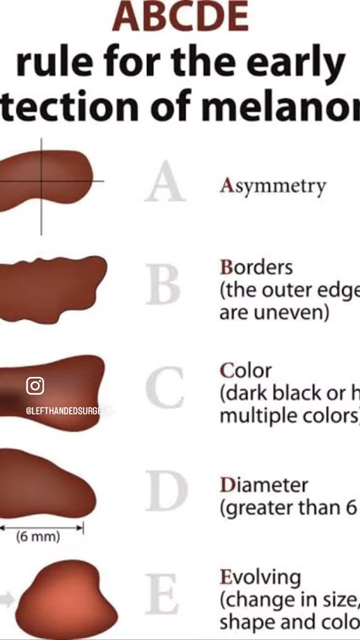 ABCDE
rule for the early
tection of melano
A
Asymmetry
B
Borders
(the outer edge
are uneven)
C
Color
(dark black or h
multiple colors
@LEFTHANDEDSURGE
D
Diameter
(greater than 6
(6 mm)
E
Evolving
(change in size,
shape and colo